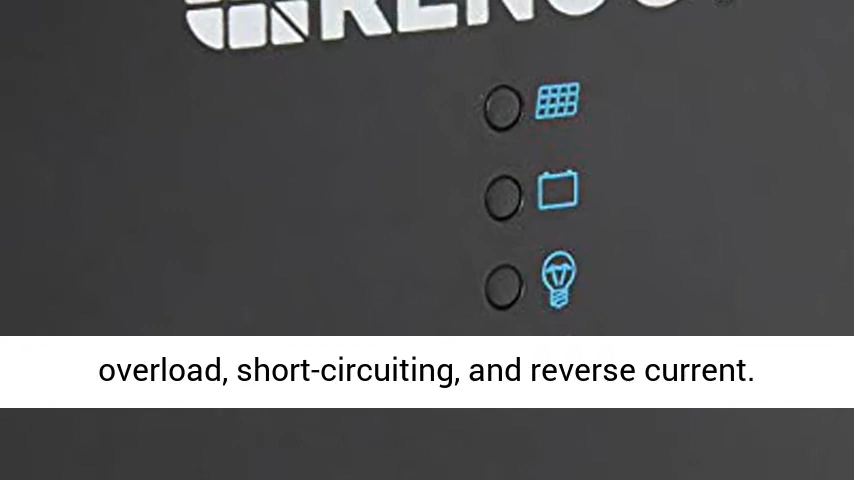 overload, short-circuiting, and reverse current.